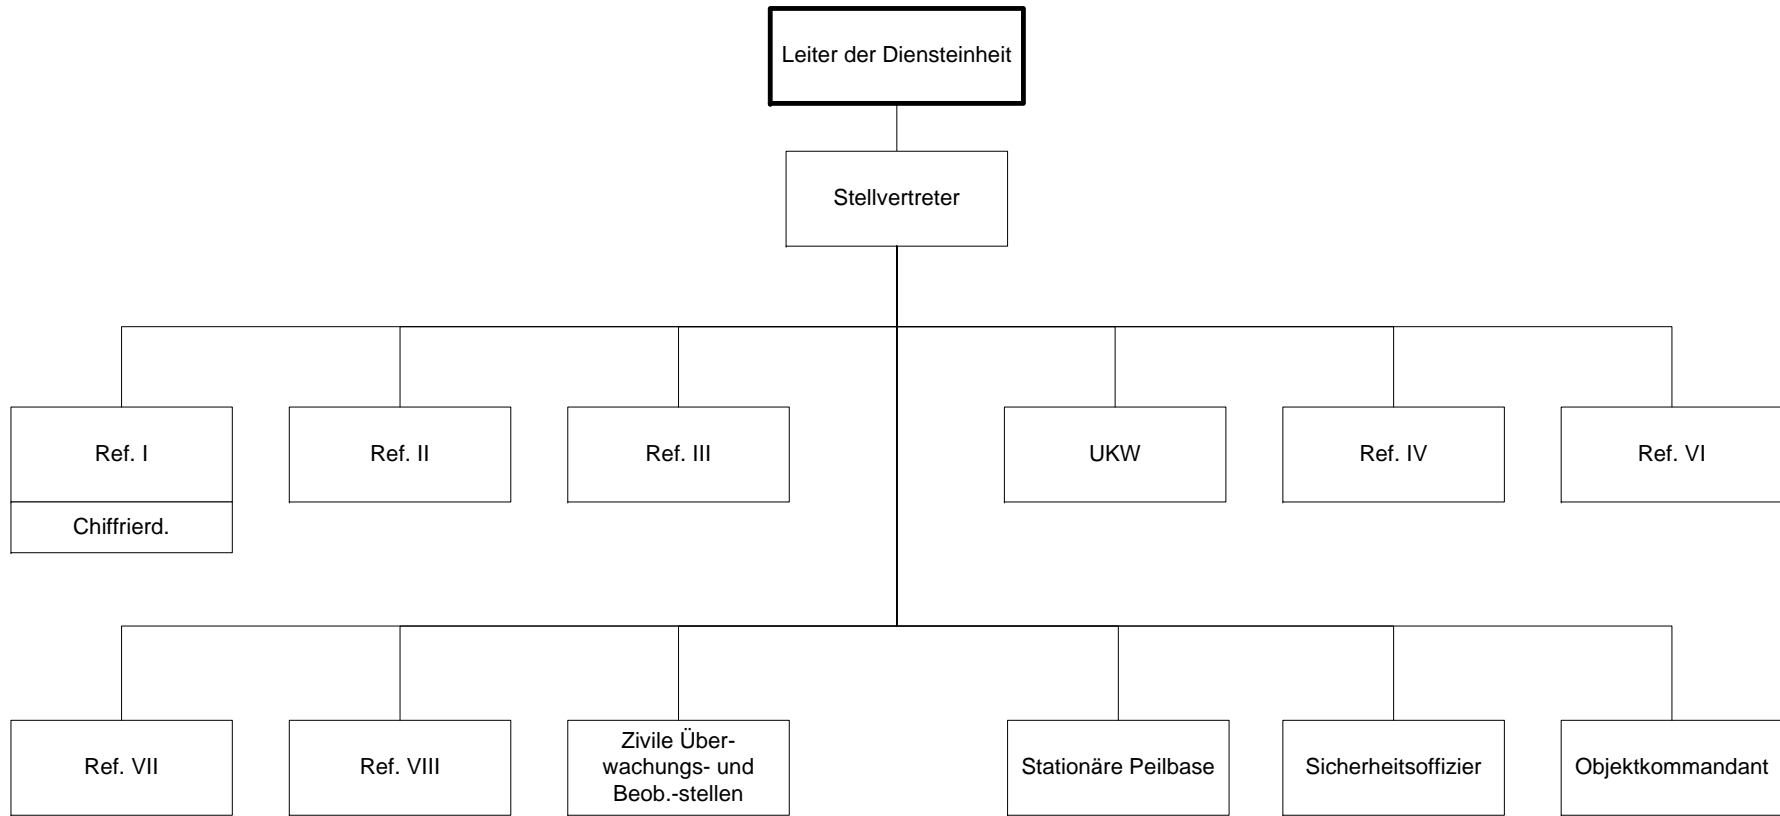 Leiter der Diensteinheit
Stellvertreter
Ref. I
Chiffrierd.
Ref. II
Ref. III
UKW
Ref. IV
Ref. VI
Ref. VII
Ref. VIII
Zivile Über-
wachungs- und
Beob.-stellen
Stationäre Peilbase
Sicherheitsoffizier
Objektkommandant